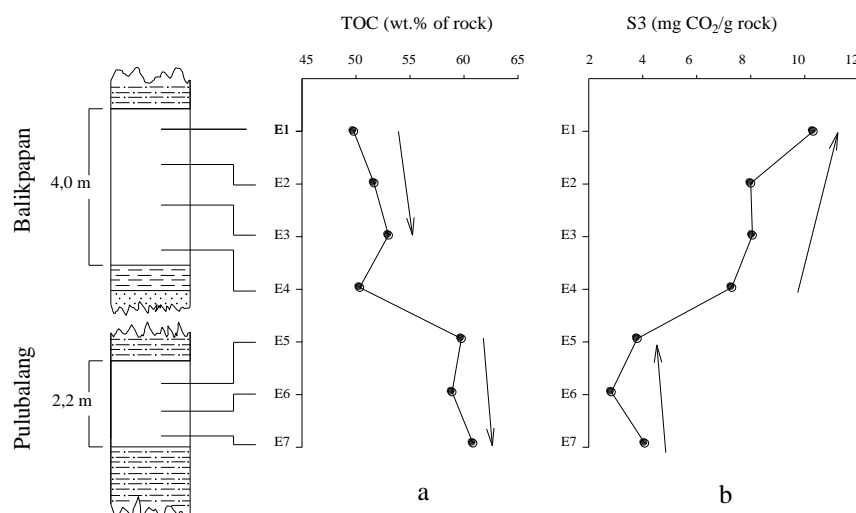 TOC (wt.% of rock)
S3 (mg CO2/g rock)
45 50 55 60 65
2 4 6 8 10 12
Balikpapan
4,0 m
Pulubalang
2,2 m
E1
E2
E3
E4
E5
E6
E7
E1
E2
E3
E4
E5
E6
E7
a
b